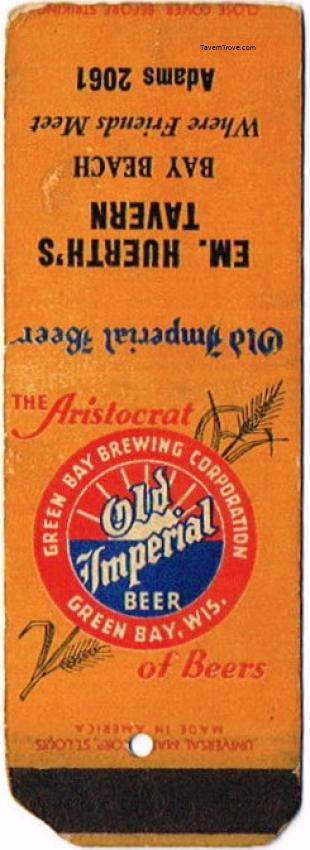 CLOSE COVER BEFORE STRIKING
TavernTrove.com
Adams 2061
Where Friends Meet
BAY BEACH
EM. HUERTH'S
TAVERN
Old Imperial Beer
THE Aristocrat
GREEN BAY BREWING CORPORATION
Old
Imperial
BEER
GREEN BAY, WIS.
of Beers
UNIVERSAL MA CORP. ST. LOUIS
MADE IN AMERICA